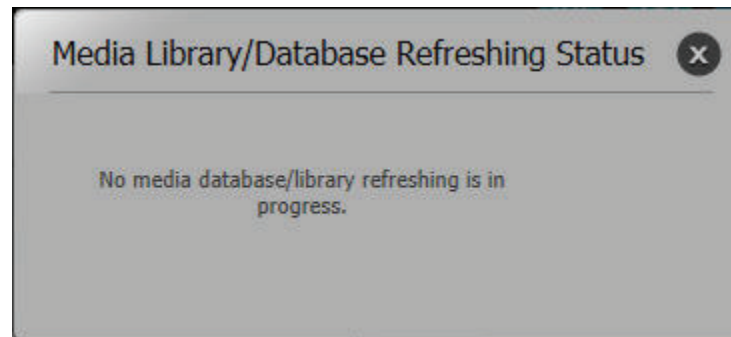 Media Library/Database Refreshing Status
No media database/library refreshing is in
progress.